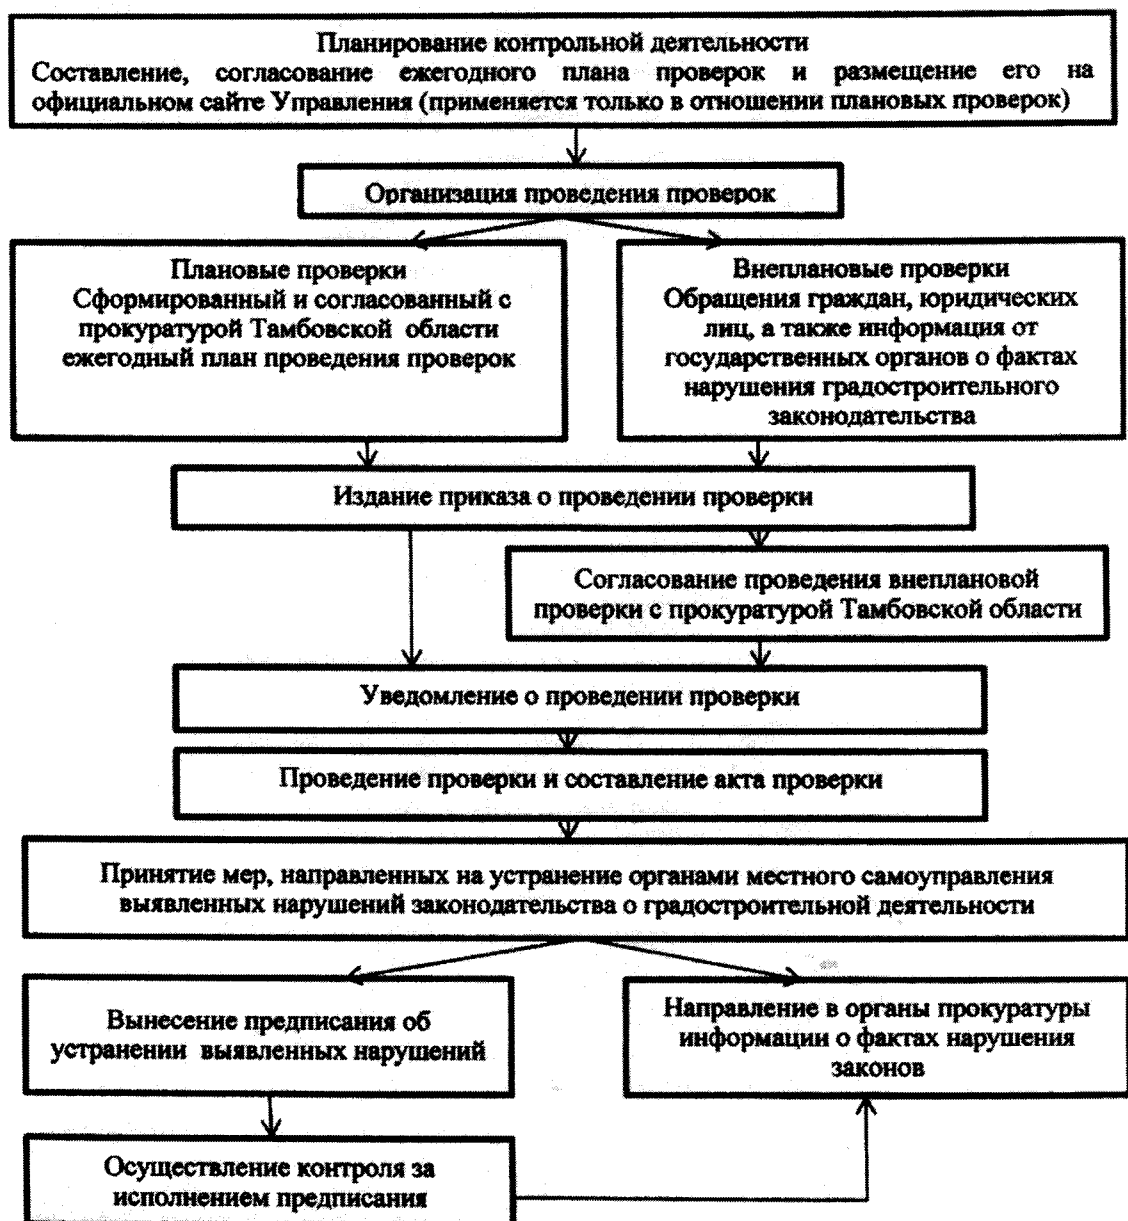 Планирование контрольной деятельности
Составление, согласование ежегодного плана проверок и размещение его на
официальном сайте Управления (применяется только в отношении плановых проверок)
Организация проведения проверок
Плановые проверки
Сформированный и согласованный с
прокуратурой Тамбовской области
ежегодный план проведения проверок
Внеплановые проверки
Обращения граждан, юридических
лиц, а также информация от
государственных органов о фактах
нарушения градостроительного
законодательства
Издание приказа о проведении проверки
Согласование проведения внеплановой
проверки с прокуратурой Тамбовской области
Уведомление о проведении проверки
Проведение проверки и составление акта проверки
Принятие мер, направленных на устранение органами местного самоуправления
выявленных нарушений законодательства о градостроительной деятельности
Вынесение предписания об
устранении выявленных нарушений
Направление в органы прокуратуры
информации о фактах нарушения
законов
Осуществление контроля за
исполнением предписания